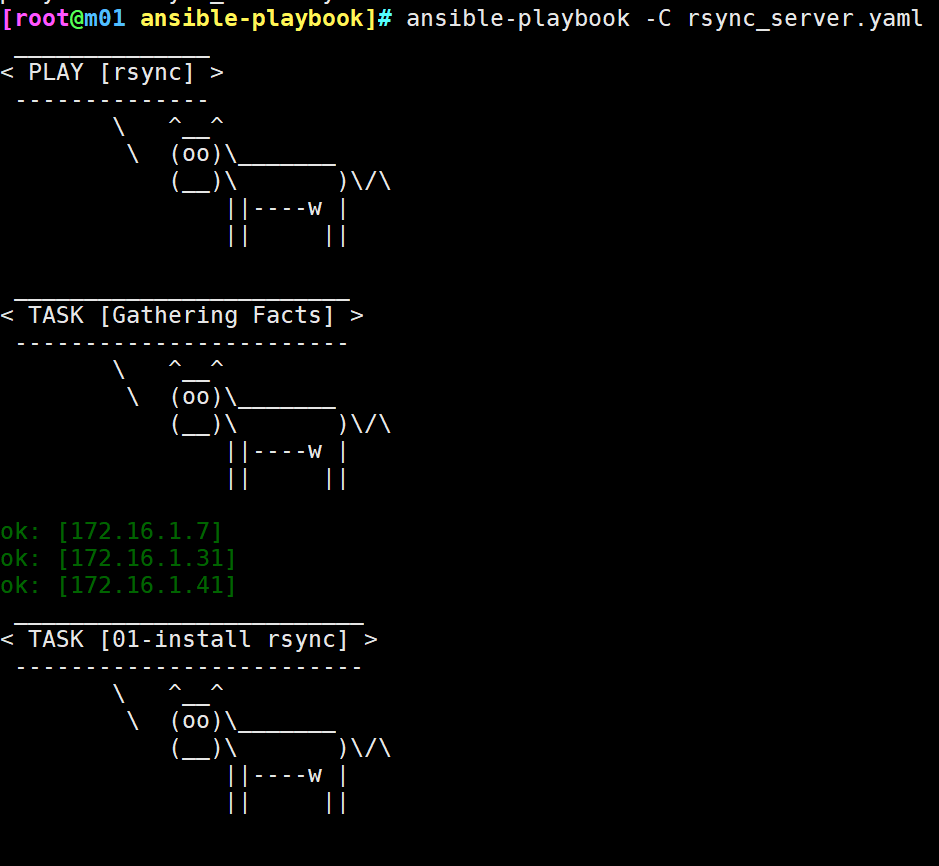 [root@m01 ansible-playbook]# ansible-playbook -C rsync_server.yaml
 ______________
< PLAY [rsync] >
 --------------
        \   ^__^
         \  (oo)\_______
            (__)\       )\/\
                ||----w |
                ||     ||

 ________________________
< TASK [Gathering Facts] >
 ------------------------
        \   ^__^
         \  (oo)\_______
            (__)\       )\/\
                ||----w |
                ||     ||

ok: [172.16.1.7]
ok: [172.16.1.31]
ok: [172.16.1.41]
 _________________________
< TASK [01-install rsync] >
 -------------------------
        \   ^__^
         \  (oo)\_______
            (__)\       )\/\
                ||----w |
                ||     ||